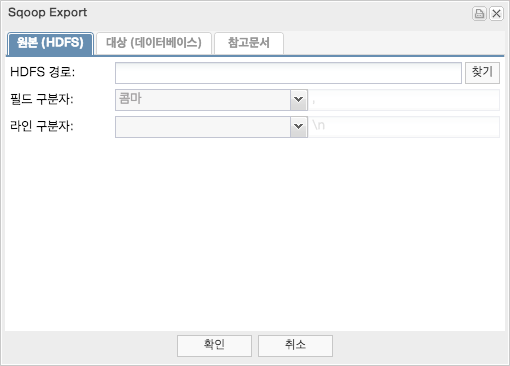 Sqoop Export
원본 (HDFS) 대상 (데이터베이스) 참고문서
HDFS 경로: 찾기
필드 구분자: 콤마 ,
라인 구분자: \n
확인 취소